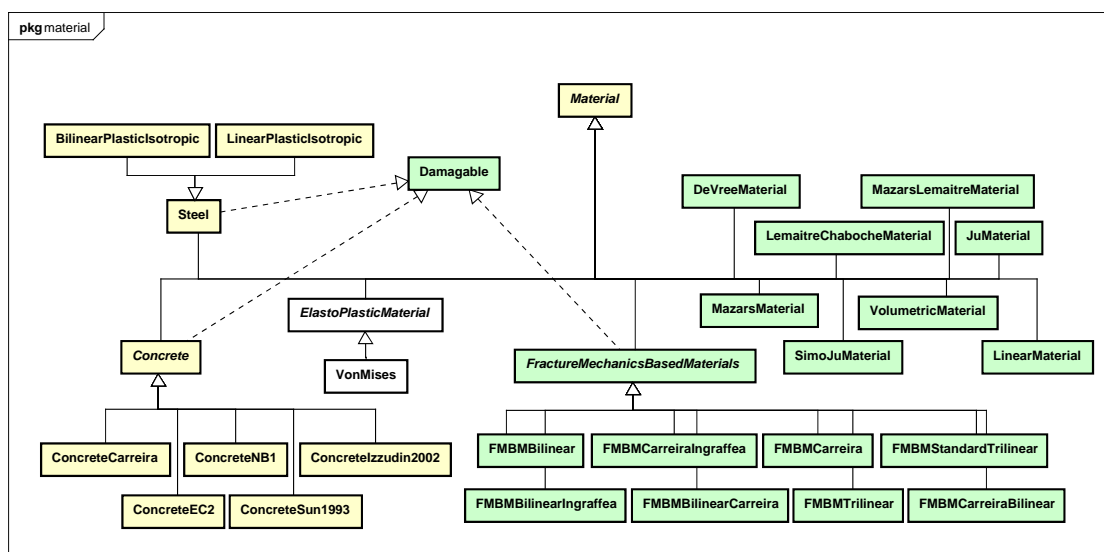 pkg material
Material
BilinearPlasticIsotropic
LinearPlasticIsotropic
Damagable
DeVreeMaterial
MazarsLemaitreMaterial
Steel
LemaitreChabocheMaterial
JuMaterial
ElastoPlasticMaterial
MazarsMaterial
VolumetricMaterial
Concrete
VonMises
FractureMechanicsBasedMaterials
SimoJuMaterial
LinearMaterial
ConcreteCarreira
ConcreteNB1
ConcreteIzzudin2002
FMBMBilinear
FMBMCarreiraIngraffea
FMBMCarreira
FMBMStandardTrilinear
ConcreteEC2
ConcreteSun1993
FMBMBilinearIngraffea
FMBMBilinearCarreira
FMBMTrilinear
FMBMCarreiraBilinear